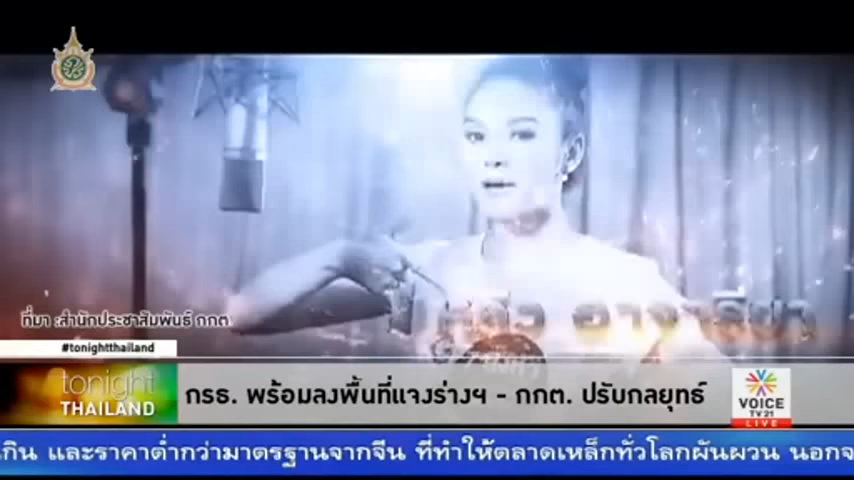 ที่มา :สำนักประชาสัมพันธ์ กกต.
#tonightthailand
tonight
THAILAND
กรธ. พร้อมลงพื้นที่แจงร่างฯ - กกต. ปรับกลยุทธ์
VOICE
TV 21
LIVE
เกิน และราคาต่ำกว่ามาตรฐานจากจีน ที่ทำให้ตลาดเหล็กทั่วโลกผันผวน นอกจ